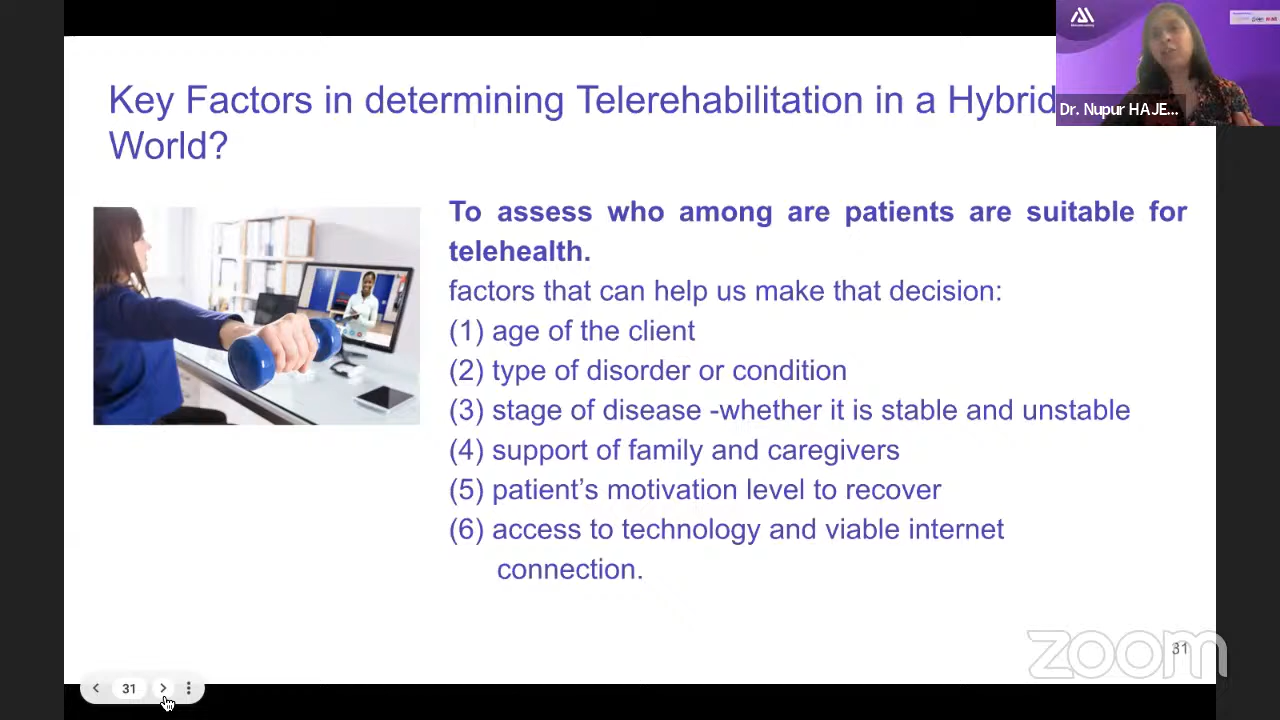 Key Factors in determining Telerehabilitation in a Hybrid
World?
Dr. Nupur HAJE...
To assess who among are patients are suitable for
telehealth.
factors that can help us make that decision:
(1) age of the client
(2) type of disorder or condition
(3) stage of disease -whether it is stable and unstable
(4) support of family and caregivers
(5) patient’s motivation level to recover
(6) access to technology and viable internet
connection.
zoom
31
31